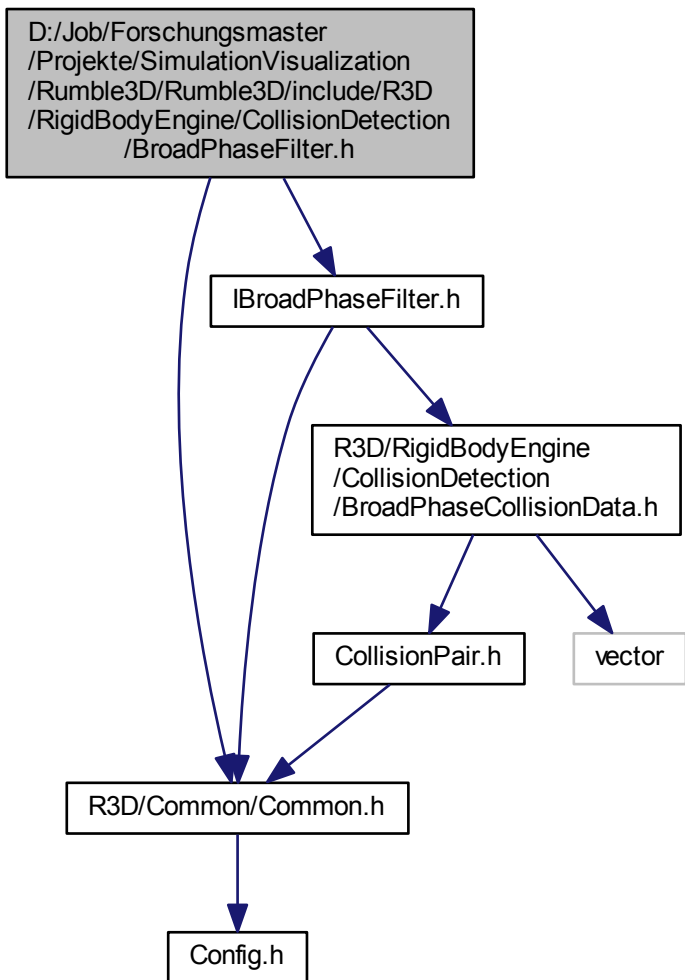 D:/Job/Forschungsmaster
/Projekte/SimulationVisualization
/Rumble3D/Rumble3D/include/R3D
/RigidBodyEngine/CollisionDetection
/BroadPhaseFilter.h
IBroadPhaseFilter.h
R3D/RigidBodyEngine
/CollisionDetection
/BroadPhaseCollisionData.h
CollisionPair.h
vector
R3D/Common/Common.h
Config.h